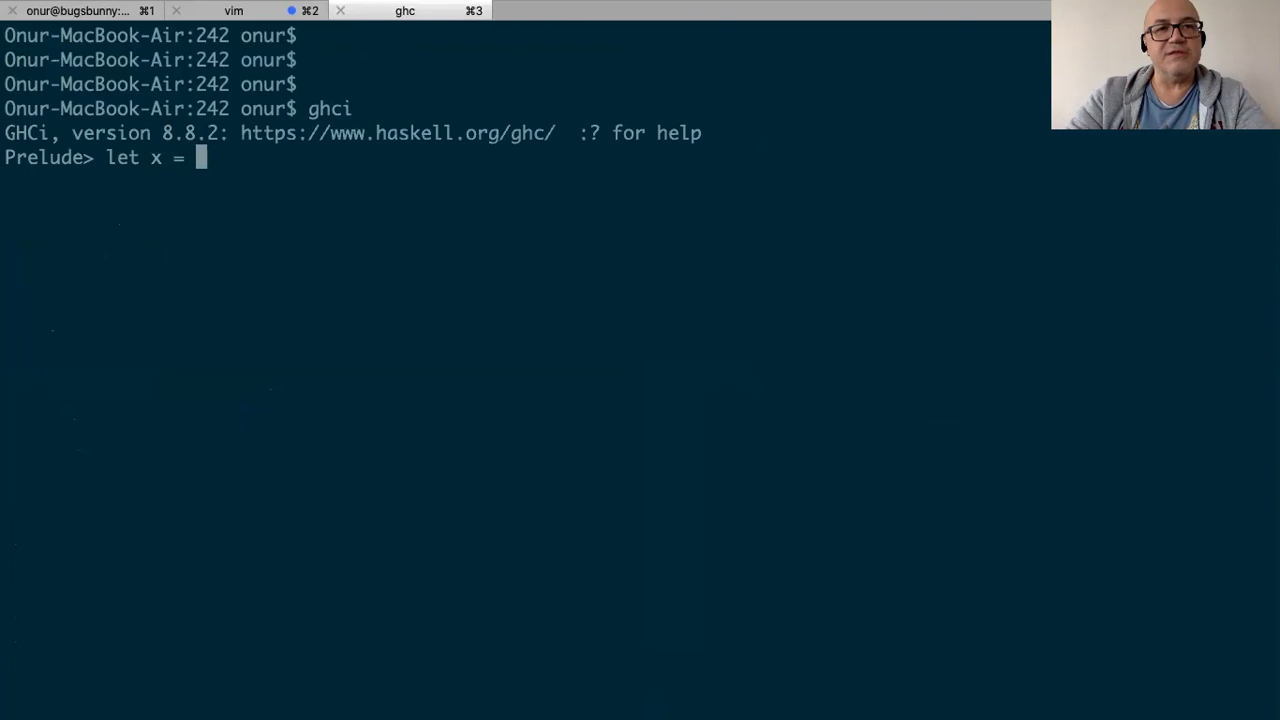 onur@bugsbunny:... ⌘1 vim ⌘2 ghc ⌘3
Onur-MacBook-Air:242 onur$
Onur-MacBook-Air:242 onur$
Onur-MacBook-Air:242 onur$
Onur-MacBook-Air:242 onur$ ghci
GHCi, version 8.8.2: https://www.haskell.org/ghc/  :? for help
Prelude> let x =